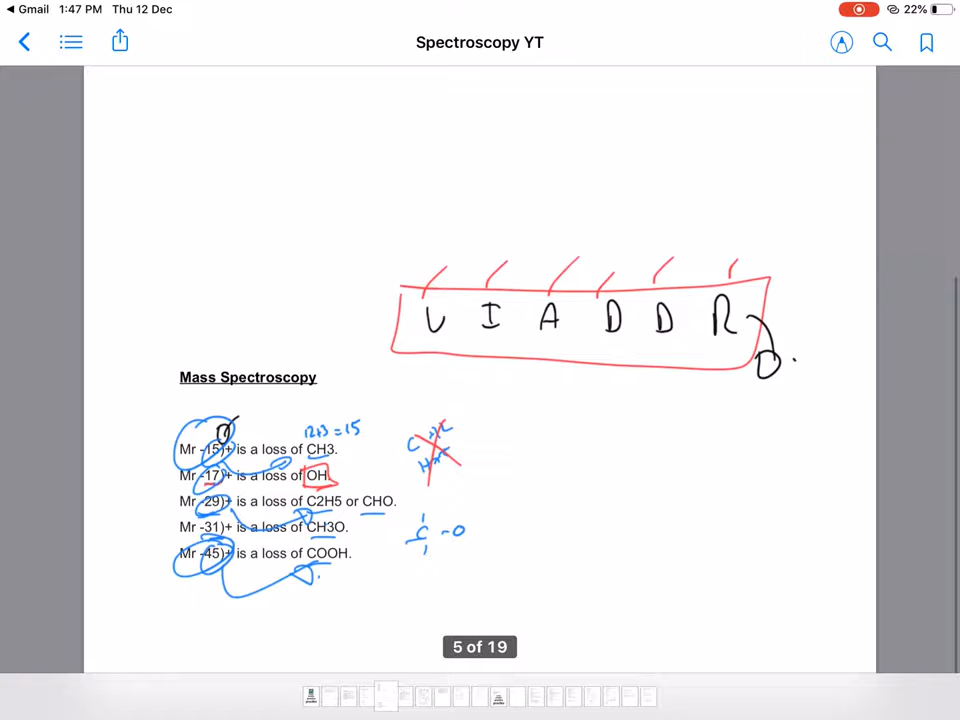 Gmail 1:47 PM Thu 12 Dec 22%
Spectroscopy YT
V I A D D R
D.
Mass Spectroscopy
12+3=15
Mr -15)+ is a loss of CH3.
Mr -17)+ is a loss of OH.
Mr -29)+ is a loss of C2H5 or CHO.
Mr -31)+ is a loss of CH3O.
C-O
Mr -45)+ is a loss of COOH.
5 of 19